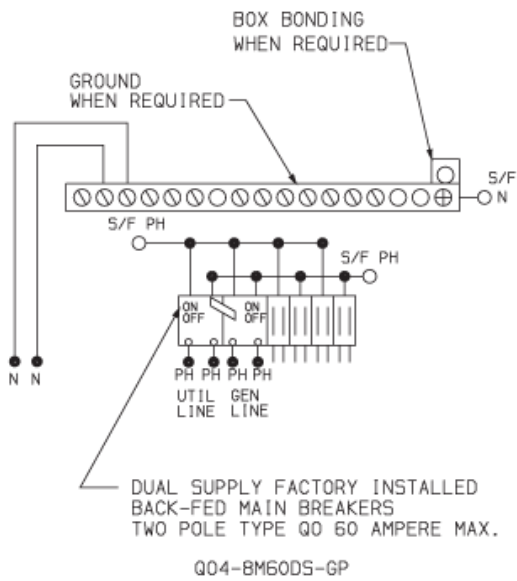 BOX BONDING
WHEN REQUIRED
GROUND
WHEN REQUIRED
S/F
N
S/F PH
S/F PH
ON
OFF
ON
OFF
N N
PH PH PH PH
UTIL GEN
LINE LINE
DUAL SUPPLY FACTORY INSTALLED
BACK-FED MAIN BREAKERS
TWO POLE TYPE QO 60 AMPERE MAX.
QO4-8M60DS-GP